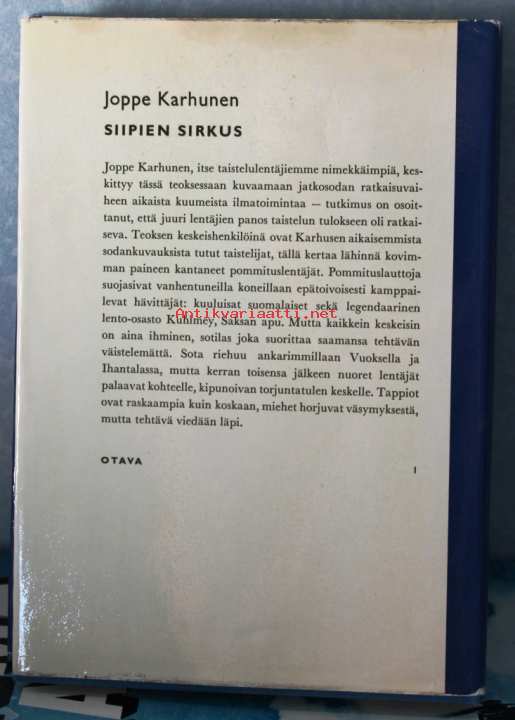 Joppe Karhunen
SIIPIEN SIRKUS
Joppe Karhunen, itse taistelulentäjiemme nimekkäimpiä, kes-
kittyy tässä teoksessaan kuvaamaan jatkosodan ratkaisuvai-
heen aikaista kuumeista ilmatoimintaa — tutkimus on osoit-
tanut, että juuri lentäjien panos taistelun tulokseen oli ratkai-
seva. Teoksen keskeishenkilöinä ovat Karhusen aikaisemmista
sodankuvauksista tutut taistelijat, tällä kertaa lähinnä kovim-
man paineen kantaneet pommituslentäjät. Pommituslauttoja
suojasivat vanhentuneilla koneillaan epätoivoisesti kamppai-
levat hävittäjät: kuuluisat suomalaiset sekä legendaarinen
Antikvariaatti.net
lento-osasto Kuhlmey, Saksan apu. Mutta kaikkein keskeisin
on aina ihminen, sotilas joka suorittaa saamansa tehtävän
väistelemättä. Sota riehuu ankarimmillaan Vuoksella ja
Ihantalassa, mutta kerran toisensa jälkeen nuoret lentäjät
palaavat kohteelle, kipunoivan torjuntatulen keskelle. Tappiot
ovat raskaampia kuin koskaan, miehet horjuvat väsymyksestä,
mutta tehtävä viedään läpi.
OTAVA
1